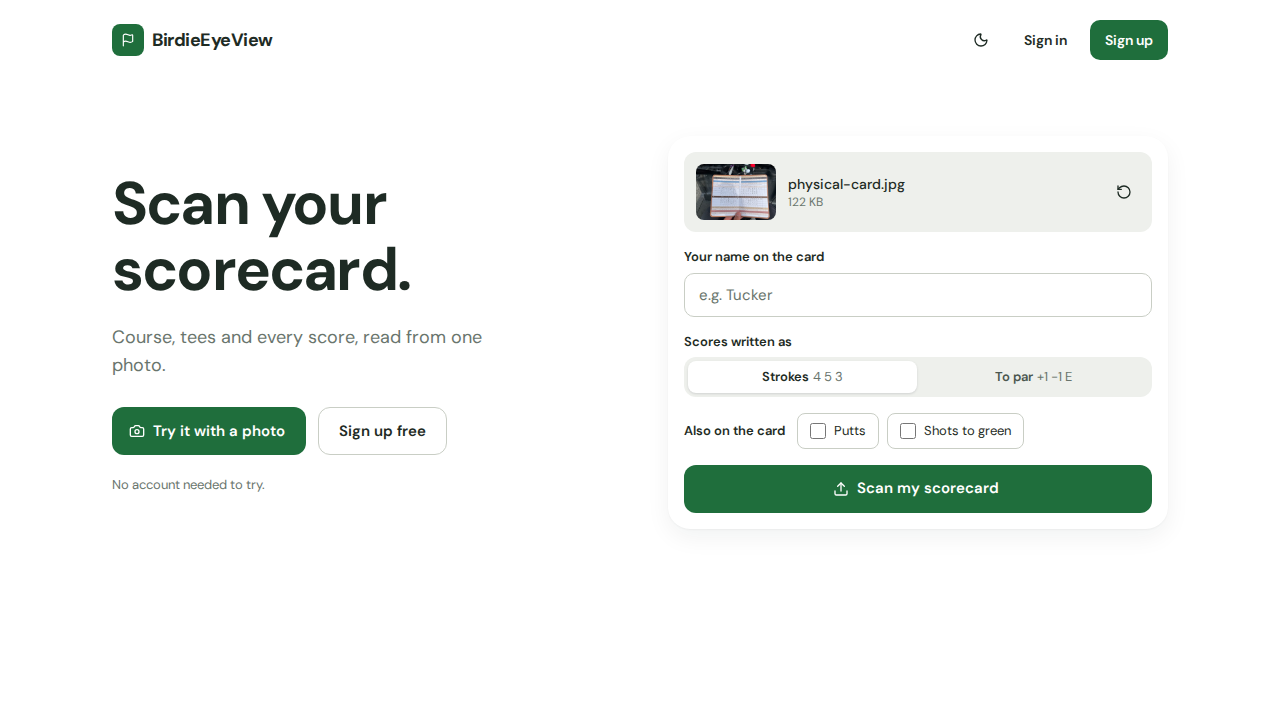 BirdieEyeView
Sign in
Sign up
Scan your
scorecard.
Course, tees and every score, read from one
photo.
Try it with a photo
Sign up free
No account needed to try.
physical-card.jpg
122 KB
Your name on the card
e.g. Tucker
Scores written as
Strokes 4 5 3
To par +1 −1 E
Also on the card
Putts
Shots to green
Scan my scorecard